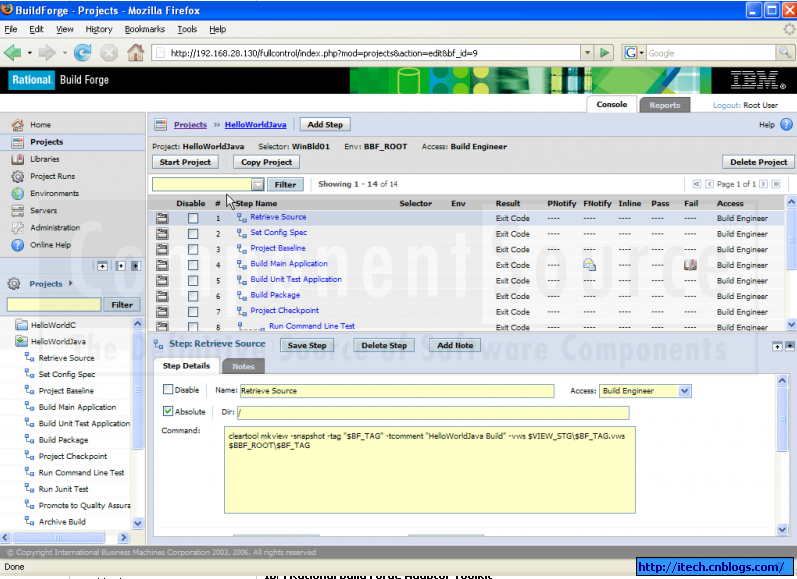 BuildForge - Projects - Mozilla Firefox
File Edit View History Bookmarks Tools Help
http://192.168.28.130/fullcontrol/index.php?mod=projects&action=edit&bf_id=9
G Google
Rational Build Forge
IBM
Console Reports Logout: Root User
Home
Projects
Libraries
Project Runs
Environments
Servers
Administration
Online Help
Projects
Filter
HelloWorldC
HelloWorldJava
Retrieve Source
Set Config Spec
Project Baseline
Build Main Application
Build Unit Test Application
Build Package
Project Checkpoint
Run Command Line Test
Run Junit Test
Promote to Quality Assura
Archive Build
Projects >> HelloWorldJava Add Step Help
Project: HelloWorldJava Selector: WinBld01 Env: BBF_ROOT Access: Build Engineer
Start Project Copy Project Delete Project
Filter Showing 1 - 14 of 14 Page 1 of 1
Disable # Step Name Selector Env Result PNotify FNotify Inline Pass Fail Access
1 Retrieve Source Exit Code ---- ---- ---- ---- ---- Build Engineer
2 Set Config Spec Exit Code ---- ---- ---- ---- ---- Build Engineer
3 Project Baseline Exit Code ---- ---- ---- ---- ---- Build Engineer
4 Build Main Application Exit Code ---- ---- ---- Build Engineer
5 Build Unit Test Application Exit Code ---- ---- ---- ---- ---- Build Engineer
6 Build Package Exit Code ---- ---- ---- ---- ---- Build Engineer
7 Project Checkpoint Exit Code ---- ---- ---- ---- ---- Build Engineer
8 Run Command Line Test Exit Code ---- ---- ---- ---- ---- Build Engineer
Component Source
The Definitive Source of Software Components
Step: Retrieve Source Save Step Delete Step Add Note
Step Details Notes
Disable Name: Retrieve Source Access: Build Engineer
Absolute Dir: /
Command:
cleartool mkview -snapshot -tag "$BF_TAG" -tcomment "HelloWorldJava Build" -vws $VIEW_STG\$BF_TAG.vws
$BBF_ROOT\$BF_TAG
© Copyright International Business Machines Corporation 2003, 2006. All rights reserved
Done
http://itech.cnblogs.com/